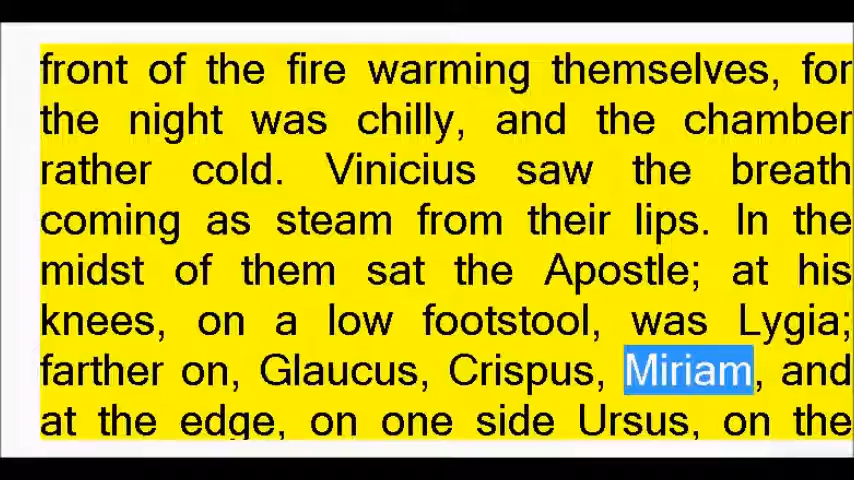 front of the fire warming themselves, for
the night was chilly, and the chamber
rather cold. Vinicius saw the breath
coming as steam from their lips. In the
midst of them sat the Apostle; at his
knees, on a low footstool, was Lygia;
farther on, Glaucus, Crispus, Miriam, and
at the edge, on one side Ursus, on the